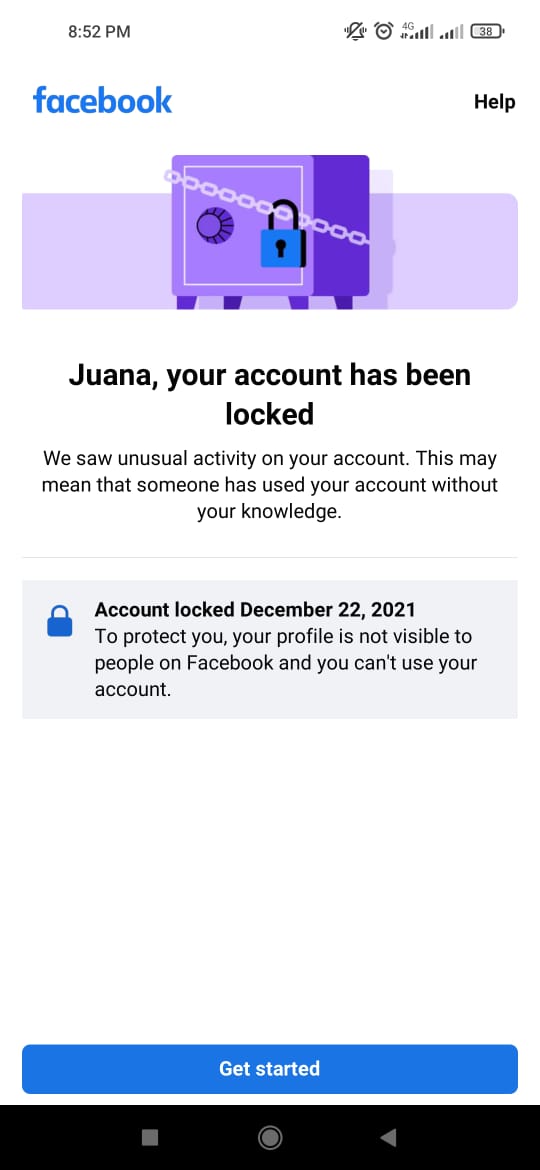 8:52 PM 4G 38
facebook Help
Juana, your account has been
locked
We saw unusual activity on your account. This may
mean that someone has used your account without
your knowledge.
Account locked December 22, 2021
To protect you, your profile is not visible to
people on Facebook and you can't use your
account.
Get started